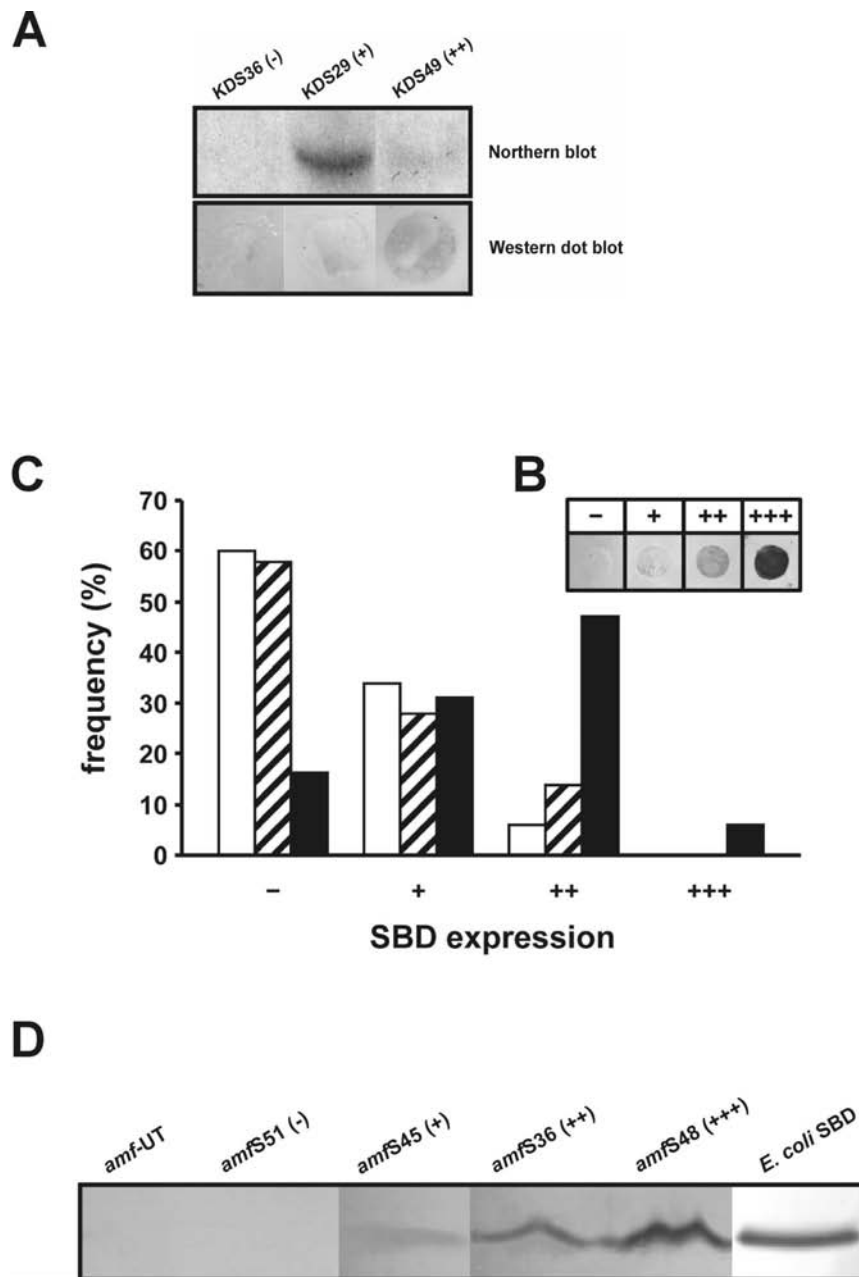 A
KDS36 (-) KDS29 (+) KDS49 (++)
Northern blot
Western dot blot
C
B
– + ++ +++
70
60
50
40
30
20
10
0
frequency (%)
– + ++ +++
SBD expression
D
amf-UT amfS51 (-) amfS45 (+) amfS36 (++) amfS48 (+++) E. coli SBD